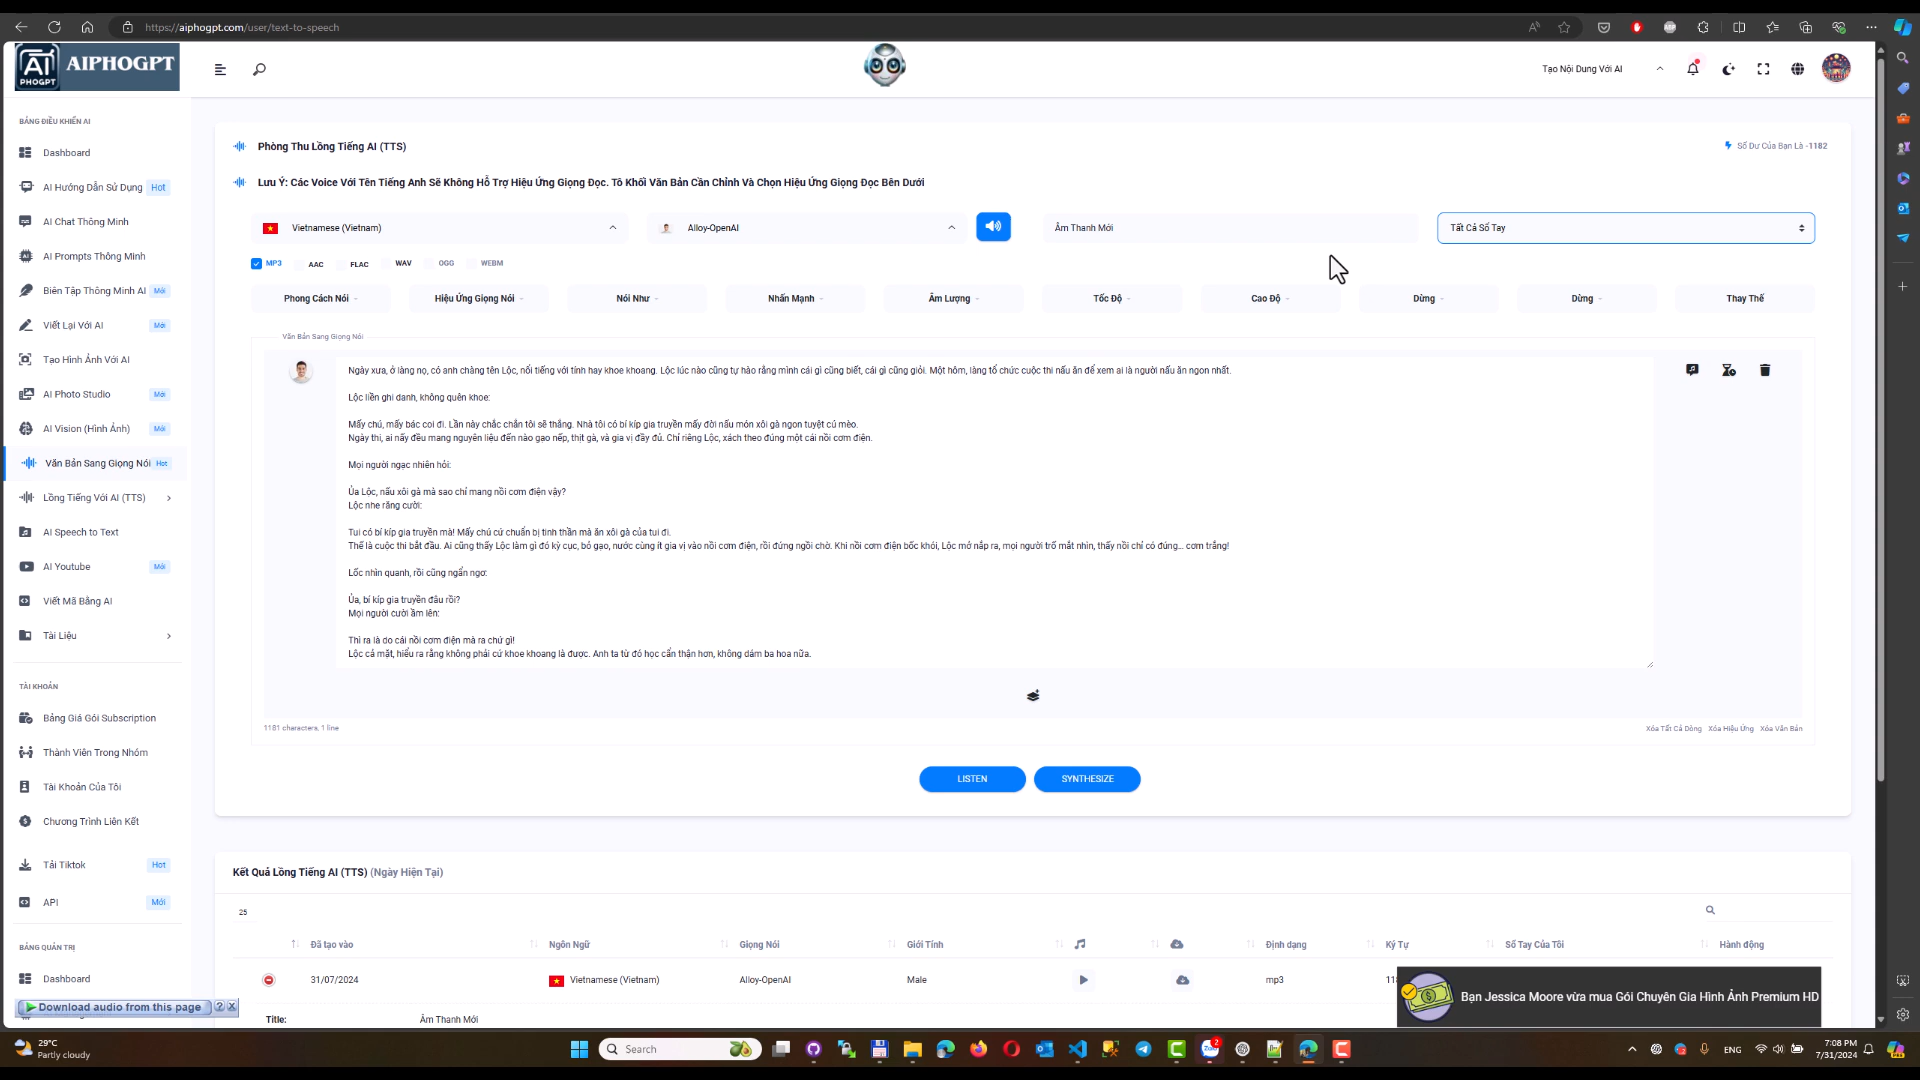 https://aiphogpt.com/user/text-to-speech
AI PHOGPT
AIPHOGPT
Tạo Nội Dung Với AI
BẢNG ĐIỀU KHIỂN AI
Dashboard
AI Hướng Dẫn Sử Dụng Hot
AI Chat Thông Minh
AI Prompts Thông Minh
Biên Tập Thông Minh AI Mới
Viết Lại Với AI Mới
Tạo Hình Ảnh Với AI
AI Photo Studio Mới
AI Vision (Hình Ảnh) Mới
Văn Bản Sang Giọng Nói Hot
Lồng Tiếng Với AI (TTS)
AI Speech to Text
AI Youtube Mới
Viết Mã Bằng AI
Tài Liệu
TÀI KHOẢN
Bảng Giá Gói Subscription
Thành Viên Trong Nhóm
Tài Khoản Của Tôi
Chương Trình Liên Kết
Tải Tiktok Hot
API Mới
BẢNG QUẢN TRỊ
Dashboard
Download audio from this page ? X
Phòng Thu Lồng Tiếng AI (TTS)
Số Dư Của Bạn Là -1182
Lưu Ý: Các Voice Với Tên Tiếng Anh Sẽ Không Hỗ Trợ Hiệu Ứng Giọng Đọc. Tô Khối Văn Bản Cần Chỉnh Và Chọn Hiệu Ứng Giọng Đọc Bên Dưới
Vietnamese (Vietnam)
Alloy-OpenAI
Âm Thanh Mới
Tất Cả Sổ Tay
MP3 AAC FLAC WAV OGG WEBM
Phong Cách Nói
Hiệu Ứng Giọng Nói
Nói Như
Nhấn Mạnh
Âm Lượng
Tốc Độ
Cao Độ
Dừng
Dừng
Thay Thế
Văn Bản Sang Giọng Nói
Ngày xưa, ở làng nọ, có anh chàng tên Lộc, nổi tiếng với tính hay khoe khoang. Lộc lúc nào cũng tự hào rằng mình cái gì cũng biết, cái gì cũng giỏi. Một hôm, làng tổ chức cuộc thi nấu ăn để xem ai là người nấu ăn ngon nhất.
Lộc liền ghi danh, không quên khoe:
Mấy chú, mấy bác coi đi. Lần này chắc chắn tôi sẽ thắng. Nhà tôi có bí kíp gia truyền mấy đời nấu món xôi gà ngon tuyệt cú mèo.
Ngày thi, ai nấy đều mang nguyên liệu đến nào gạo nếp, thịt gà, và gia vị đầy đủ. Chỉ riêng Lộc, xách theo đúng một cái nồi cơm điện.
Mọi người ngạc nhiên hỏi:
Ủa Lộc, nấu xôi gà mà sao chỉ mang nồi cơm điện vậy?
Lộc nhe răng cười:
Tui có bí kíp gia truyền mà! Mấy chú cứ chuẩn bị tinh thần mà ăn xôi gà của tui đi.
Thế là cuộc thi bắt đầu. Ai cũng thấy Lộc làm gì đó kỳ cục, bỏ gạo, nước cùng ít gia vị vào nồi cơm điện, rồi đứng ngồi chờ. Khi nồi cơm điện bốc khói, Lộc mở nắp ra, mọi người trố mắt nhìn, thấy nồi chỉ có đúng... cơm trắng!
Lốc nhìn quanh, rồi cũng ngẩn ngơ:
Ủa, bí kíp gia truyền đâu rồi?
Mọi người cười ầm lên:
Thì ra là do cái nồi cơm điện mà ra chứ gì!
Lộc cả mặt, hiểu ra rằng không phải cứ khoe khoang là được. Anh ta từ đó học cẩn thận hơn, không dám ba hoa nữa.
1181 characters, 1 line
Xóa Tất Cả Dòng Xóa Hiệu Ứng Xóa Văn Bản
LISTEN
SYNTHESIZE
Kết Quả Lồng Tiếng AI (TTS) (Ngày Hiện Tại)
25
Đã tạo vào
Ngôn Ngữ
Giọng Nói
Giới Tính
Định dạng
Ký Tự
Sổ Tay Của Tôi
Hành động
31/07/2024
Vietnamese (Vietnam)
Alloy-OpenAI
Male
mp3
Title:
Âm Thanh Mới
Bạn Jessica Moore vừa mua Gói Chuyên Gia Hình Ảnh Premium HD
29°C
Partly cloudy
Search
Zalo 2
ENG
7:08 PM
7/31/2024